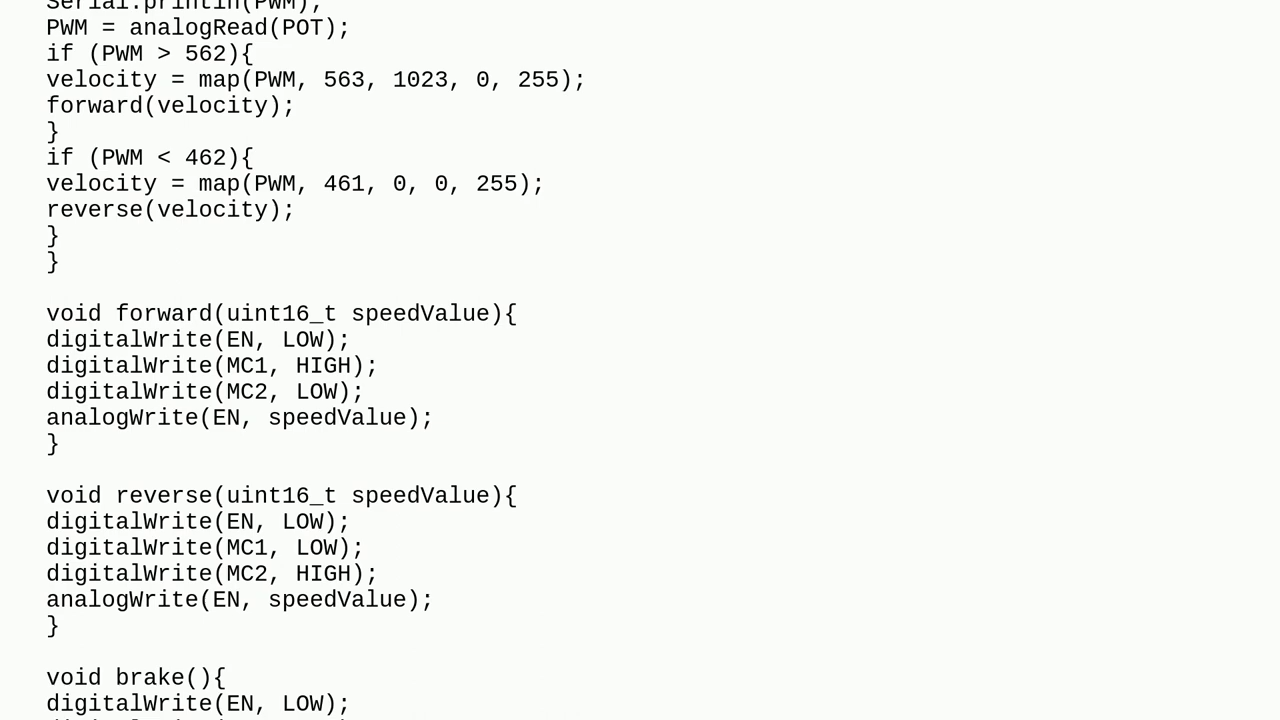 Serial.println(PWM);
PWM = analogRead(POT);
if (PWM > 562){
velocity = map(PWM, 563, 1023, 0, 255);
forward(velocity);
}
if (PWM < 462){
velocity = map(PWM, 461, 0, 0, 255);
reverse(velocity);
}
}

void forward(uint16_t speedValue){
digitalWrite(EN, LOW);
digitalWrite(MC1, HIGH);
digitalWrite(MC2, LOW);
analogWrite(EN, speedValue);
}

void reverse(uint16_t speedValue){
digitalWrite(EN, LOW);
digitalWrite(MC1, LOW);
digitalWrite(MC2, HIGH);
analogWrite(EN, speedValue);
}

void brake(){
digitalWrite(EN, LOW);